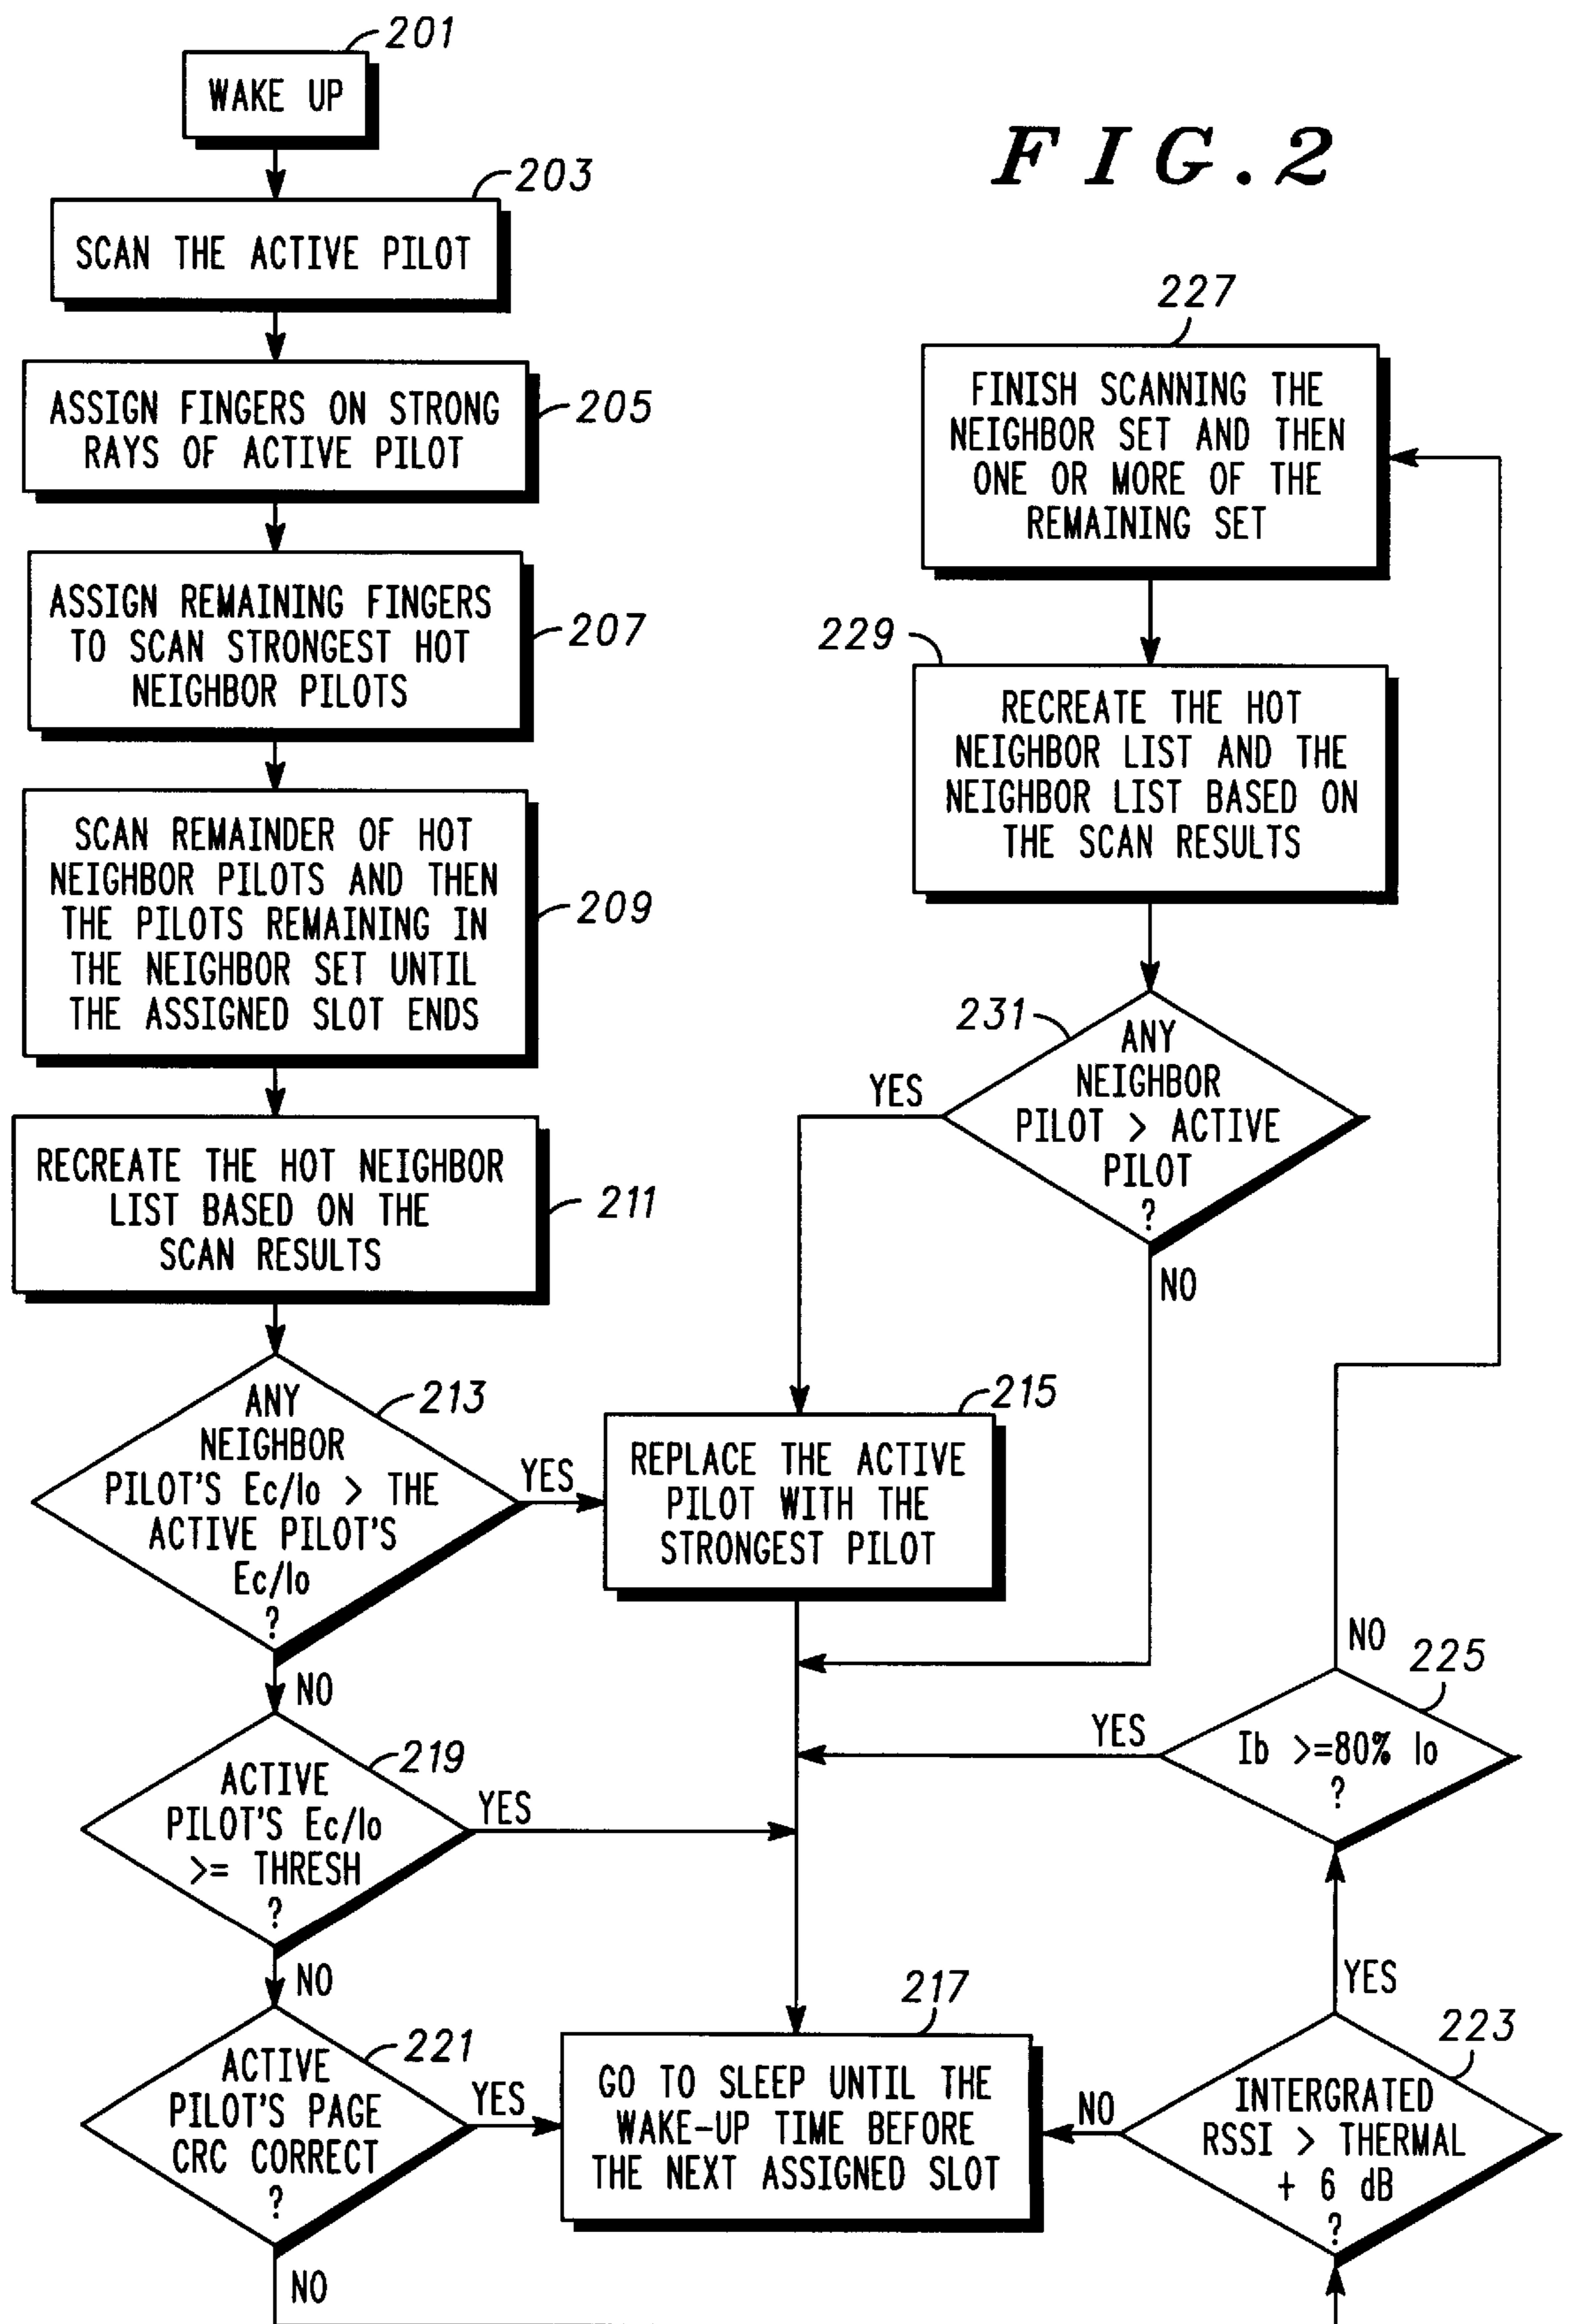 201
WAKE UP
FIG.2
203
SCAN THE ACTIVE PILOT
205
ASSIGN FINGERS ON STRONG
RAYS OF ACTIVE PILOT
207
ASSIGN REMAINING FINGERS
TO SCAN STRONGEST HOT
NEIGHBOR PILOTS
209
SCAN REMAINDER OF HOT
NEIGHBOR PILOTS AND THEN
THE PILOTS REMAINING IN
THE NEIGHBOR SET UNTIL
THE ASSIGNED SLOT ENDS
211
RECREATE THE HOT NEIGHBOR
LIST BASED ON THE
SCAN RESULTS
213
ANY
NEIGHBOR
PILOT'S Ec/Io > THE
ACTIVE PILOT'S
Ec/Io
?
YES
NO
215
REPLACE THE ACTIVE
PILOT WITH THE
STRONGEST PILOT
219
ACTIVE
PILOT'S Ec/Io
>= THRESH
?
YES
NO
221
ACTIVE
PILOT'S PAGE
CRC CORRECT
?
YES
NO
217
GO TO SLEEP UNTIL THE
WAKE-UP TIME BEFORE
THE NEXT ASSIGNED SLOT
227
FINISH SCANNING THE
NEIGHBOR SET AND THEN
ONE OR MORE OF THE
REMAINING SET
229
RECREATE THE HOT
NEIGHBOR LIST AND THE
NEIGHBOR LIST BASED ON
THE SCAN RESULTS
231
ANY
NEIGHBOR
PILOT > ACTIVE
PILOT
?
YES
NO
NO
225
Ib >=80% Io
?
YES
YES
223
INTERGRATED
RSSI > THERMAL
+ 6 dB
?
NO